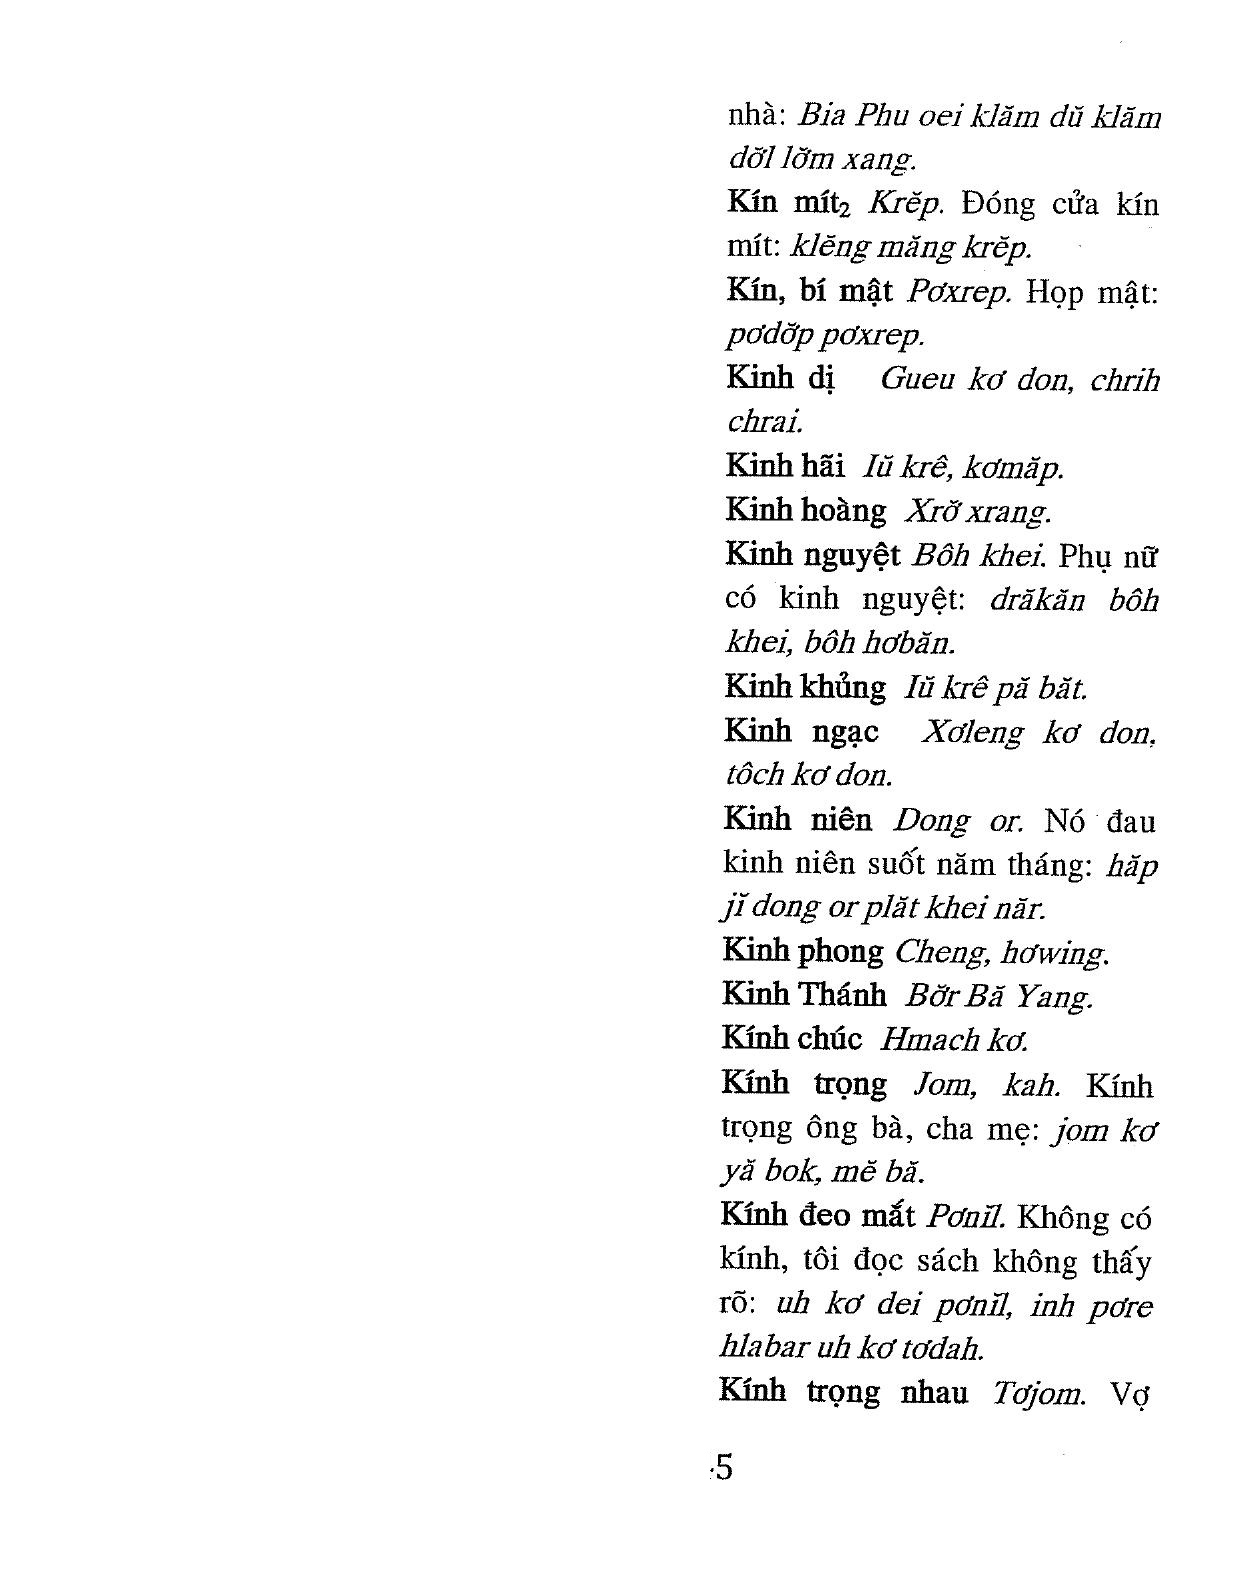 nhà: Bia Phu oei klăm dŭ klăm
dơ̆l lơ̆m xang.
Kín mít₂ Krĕp. Đóng cửa kín
mít: klĕng măng krĕp.
Kín, bí mật Pơxrep. Họp mật:
pơdơ̆p pơxrep.
Kinh dị Gueu kơ don, chrih
chrai.
Kinh hãi Iŭ krê, kơmăp.
Kinh hoàng Xrơ̆ xrang.
Kinh nguyệt Bôh khei. Phụ nữ
có kinh nguyệt: drăkăn bôh
khei, bôh hơbăn.
Kinh khủng Iŭ krê pă băt.
Kinh ngạc Xơleng kơ don,
tôch kơ don.
Kinh niên Dong or. Nó đau
kinh niên suốt năm tháng: hăp
jĭ dong or plăt khei năr.
Kinh phong Cheng, hơwing.
Kinh Thánh Bơ̆r Bă Yang.
Kính chúc Hmach kơ.
Kính trọng Jom, kah. Kính
trọng ông bà, cha mẹ: jom kơ
yă bok, mĕ bă.
Kính đeo mắt Pơnĭl. Không có
kính, tôi đọc sách không thấy
rõ: uh kơ dei pơnĭl, inh pơre
hlabar uh kơ tơdah.
Kính trọng nhau Tơjom. Vợ
5